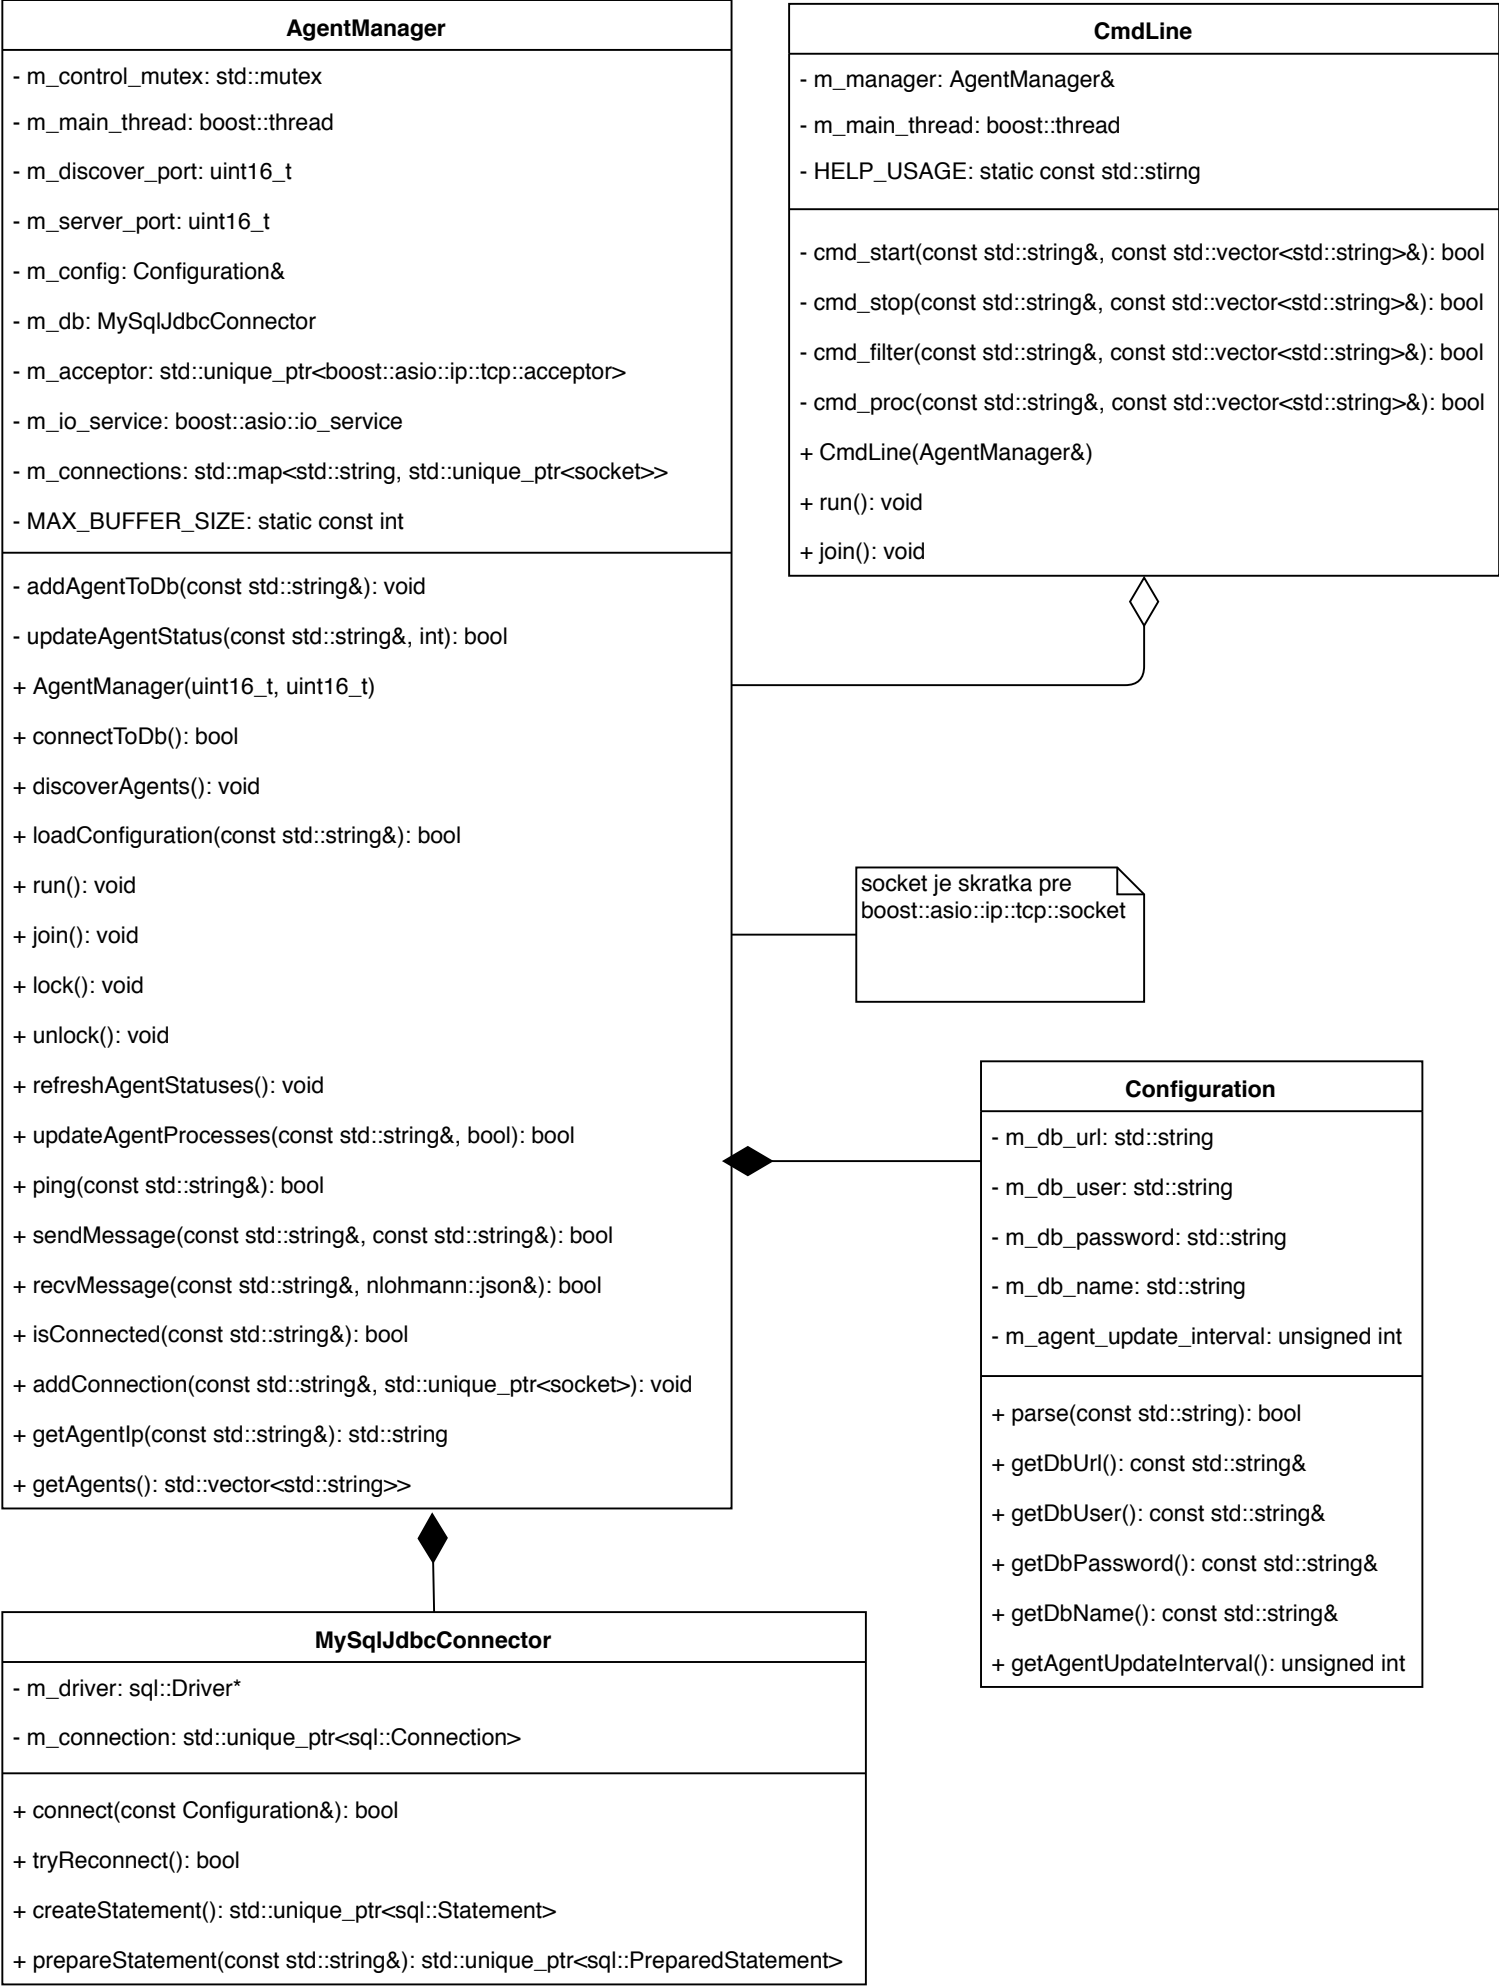 AgentManager
- m_control_mutex: std::mutex
- m_main_thread: boost::thread
- m_discover_port: uint16_t
- m_server_port: uint16_t
- m_config: Configuration&
- m_db: MySqlJdbcConnector
- m_acceptor: std::unique_ptr<boost::asio::ip::tcp::acceptor>
- m_io_service: boost::asio::io_service
- m_connections: std::map<std::string, std::unique_ptr<socket>>
- MAX_BUFFER_SIZE: static const int
- addAgentToDb(const std::string&): void
- updateAgentStatus(const std::string&, int): bool
+ AgentManager(uint16_t, uint16_t)
+ connectToDb(): bool
+ discoverAgents(): void
+ loadConfiguration(const std::string&): bool
+ run(): void
+ join(): void
+ lock(): void
+ unlock(): void
+ refreshAgentStatuses(): void
+ updateAgentProcesses(const std::string&, bool): bool
+ ping(const std::string&): bool
+ sendMessage(const std::string&, const std::string&): bool
+ recvMessage(const std::string&, nlohmann::json&): bool
+ isConnected(const std::string&): bool
+ addConnection(const std::string&, std::unique_ptr<socket>): void
+ getAgentIp(const std::string&): std::string
+ getAgents(): std::vector<std::string>>
CmdLine
- m_manager: AgentManager&
- m_main_thread: boost::thread
- HELP_USAGE: static const std::stirng
- cmd_start(const std::string&, const std::vector<std::string>&): bool
- cmd_stop(const std::string&, const std::vector<std::string>&): bool
- cmd_filter(const std::string&, const std::vector<std::string>&): bool
- cmd_proc(const std::string&, const std::vector<std::string>&): bool
+ CmdLine(AgentManager&)
+ run(): void
+ join(): void
socket je skratka pre
boost::asio::ip::tcp::socket
Configuration
- m_db_url: std::string
- m_db_user: std::string
- m_db_password: std::string
- m_db_name: std::string
- m_agent_update_interval: unsigned int
+ parse(const std::string): bool
+ getDbUrl(): const std::string&
+ getDbUser(): const std::string&
+ getDbPassword(): const std::string&
+ getDbName(): const std::string&
+ getAgentUpdateInterval(): unsigned int
MySqlJdbcConnector
- m_driver: sql::Driver*
- m_connection: std::unique_ptr<sql::Connection>
+ connect(const Configuration&): bool
+ tryReconnect(): bool
+ createStatement(): std::unique_ptr<sql::Statement>
+ prepareStatement(const std::string&): std::unique_ptr<sql::PreparedStatement>